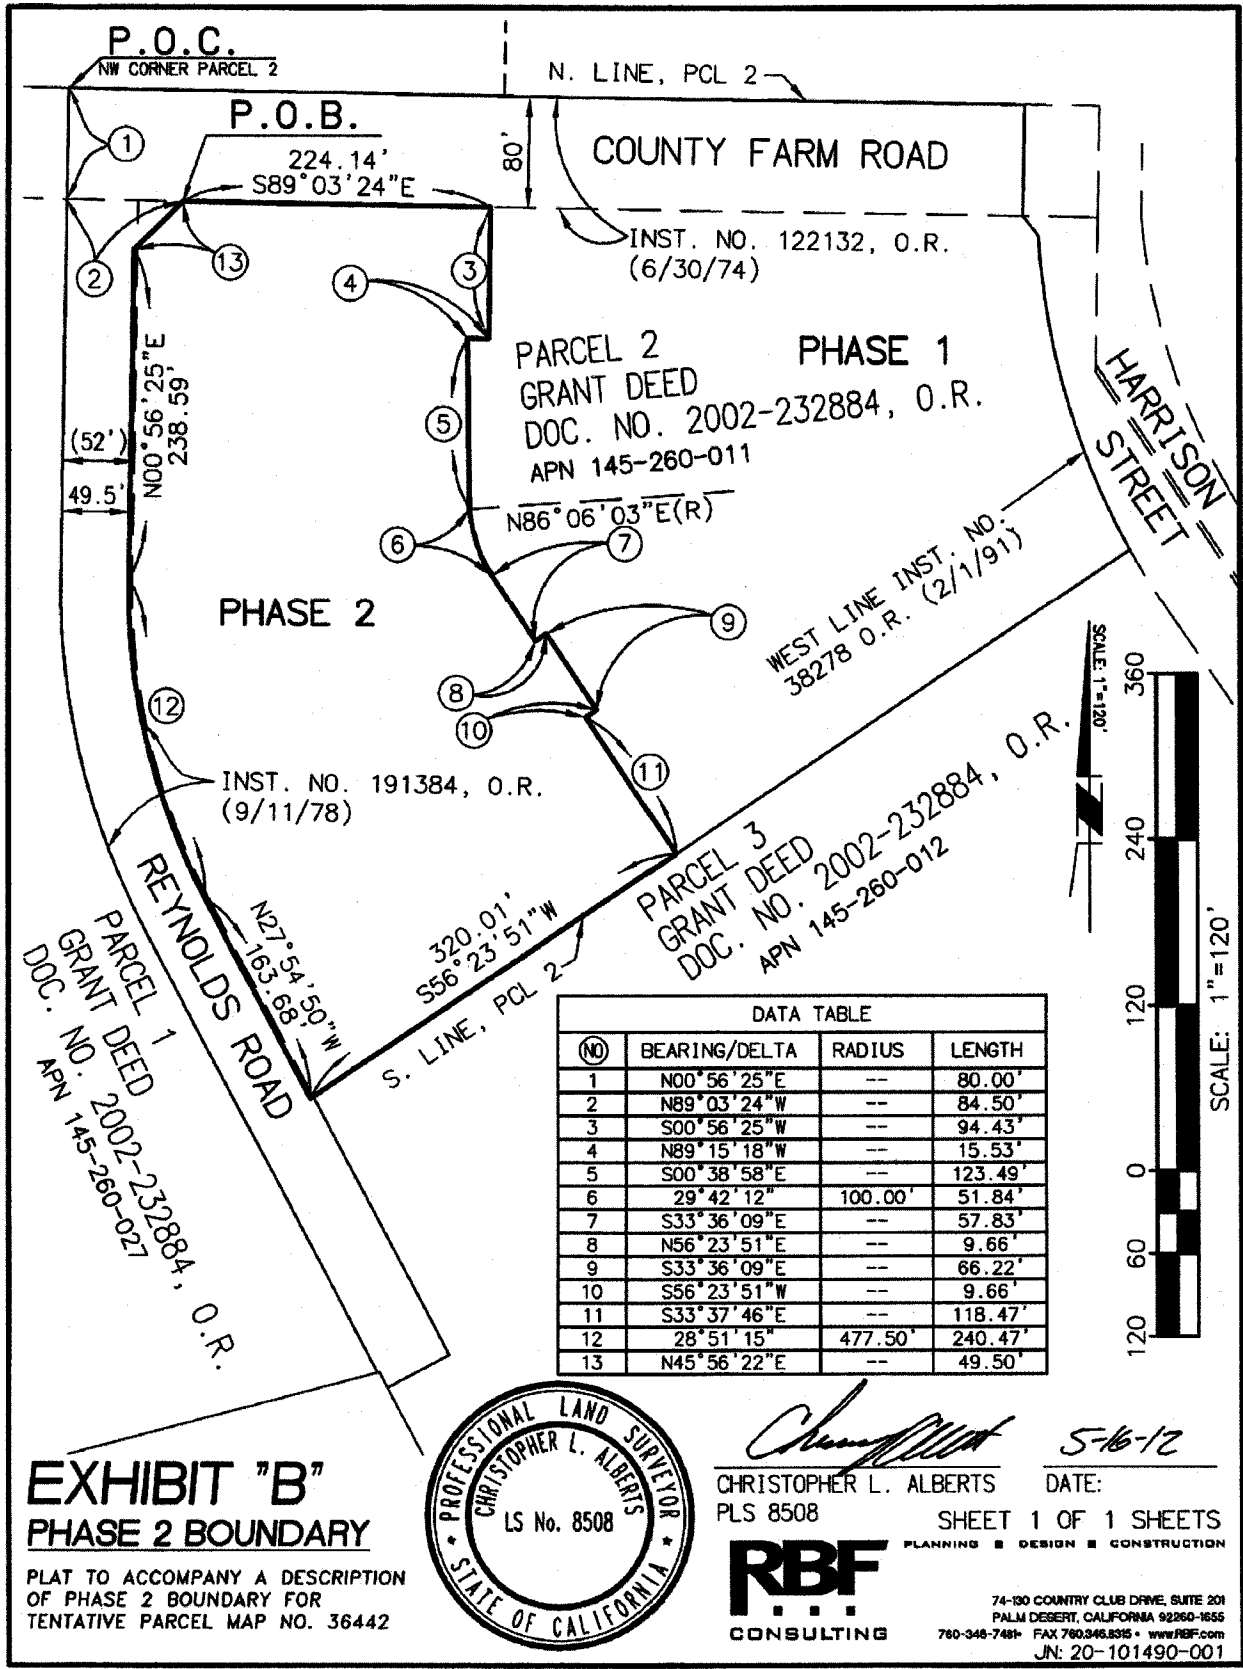 P.O.C.
NW CORNER PARCEL 2
N. LINE, PCL 2
P.O.B.
1
224.14'
S89°03'24"E
80'
COUNTY FARM ROAD
INST. NO. 122132, O.R.
(6/30/74)
2
13
4
3
N00°56'25"E
238.59'
PARCEL 2
GRANT DEED
DOC. NO. 2002-232884, O.R.
APN 145-260-011
PHASE 1
HARRISON
STREET
5
(52')
49.5'
N86°06'03"E(R)
6
7
WEST LINE INST. NO.
38278 O.R. (2/1/91)
PHASE 2
9
8
10
12
11
SCALE: 1"=120'
INST. NO. 191384, O.R.
(9/11/78)
REYNOLDS ROAD
PARCEL 3
GRANT DEED
DOC. NO. 2002-232884, O.R.
APN 145-260-012
N27°54'50"W
163.68'
320.01'
S56°23'51"W
S. LINE, PCL 2
PARCEL 1
GRANT DEED
DOC. NO. 2002-232884, O.R.
APN 145-260-027
360
240
120
0
60
120
SCALE: 1"=120'
DATA TABLE
NO BEARING/DELTA RADIUS LENGTH
1 N00°56'25"E -- 80.00'
2 N89°03'24"W -- 84.50'
3 S00°56'25"W -- 94.43'
4 N89°15'18"W -- 15.53'
5 S00°38'58"E -- 123.49'
6 29°42'12" 100.00' 51.84'
7 S33°36'09"E -- 57.83'
8 N56°23'51"E -- 9.66'
9 S33°36'09"E -- 66.22'
10 S56°23'51"W -- 9.66'
11 S33°37'46"E -- 118.47'
12 28°51'15" 477.50' 240.47'
13 N45°56'22"E -- 49.50'
EXHIBIT "B"
PHASE 2 BOUNDARY
PLAT TO ACCOMPANY A DESCRIPTION
OF PHASE 2 BOUNDARY FOR
TENTATIVE PARCEL MAP NO. 36442
PROFESSIONAL LAND SURVEYOR
CHRISTOPHER L. ALBERTS
LS No. 8508
STATE OF CALIFORNIA
5-16-12
CHRISTOPHER L. ALBERTS
DATE:
PLS 8508
SHEET 1 OF 1 SHEETS
PLANNING ■ DESIGN ■ CONSTRUCTION
RBF
CONSULTING
74-130 COUNTRY CLUB DRIVE, SUITE 201
PALM DESERT, CALIFORNIA 92260-1655
760-346-7481 • FAX 760.346.8315 • www.RBF.com
JN: 20-101490-001